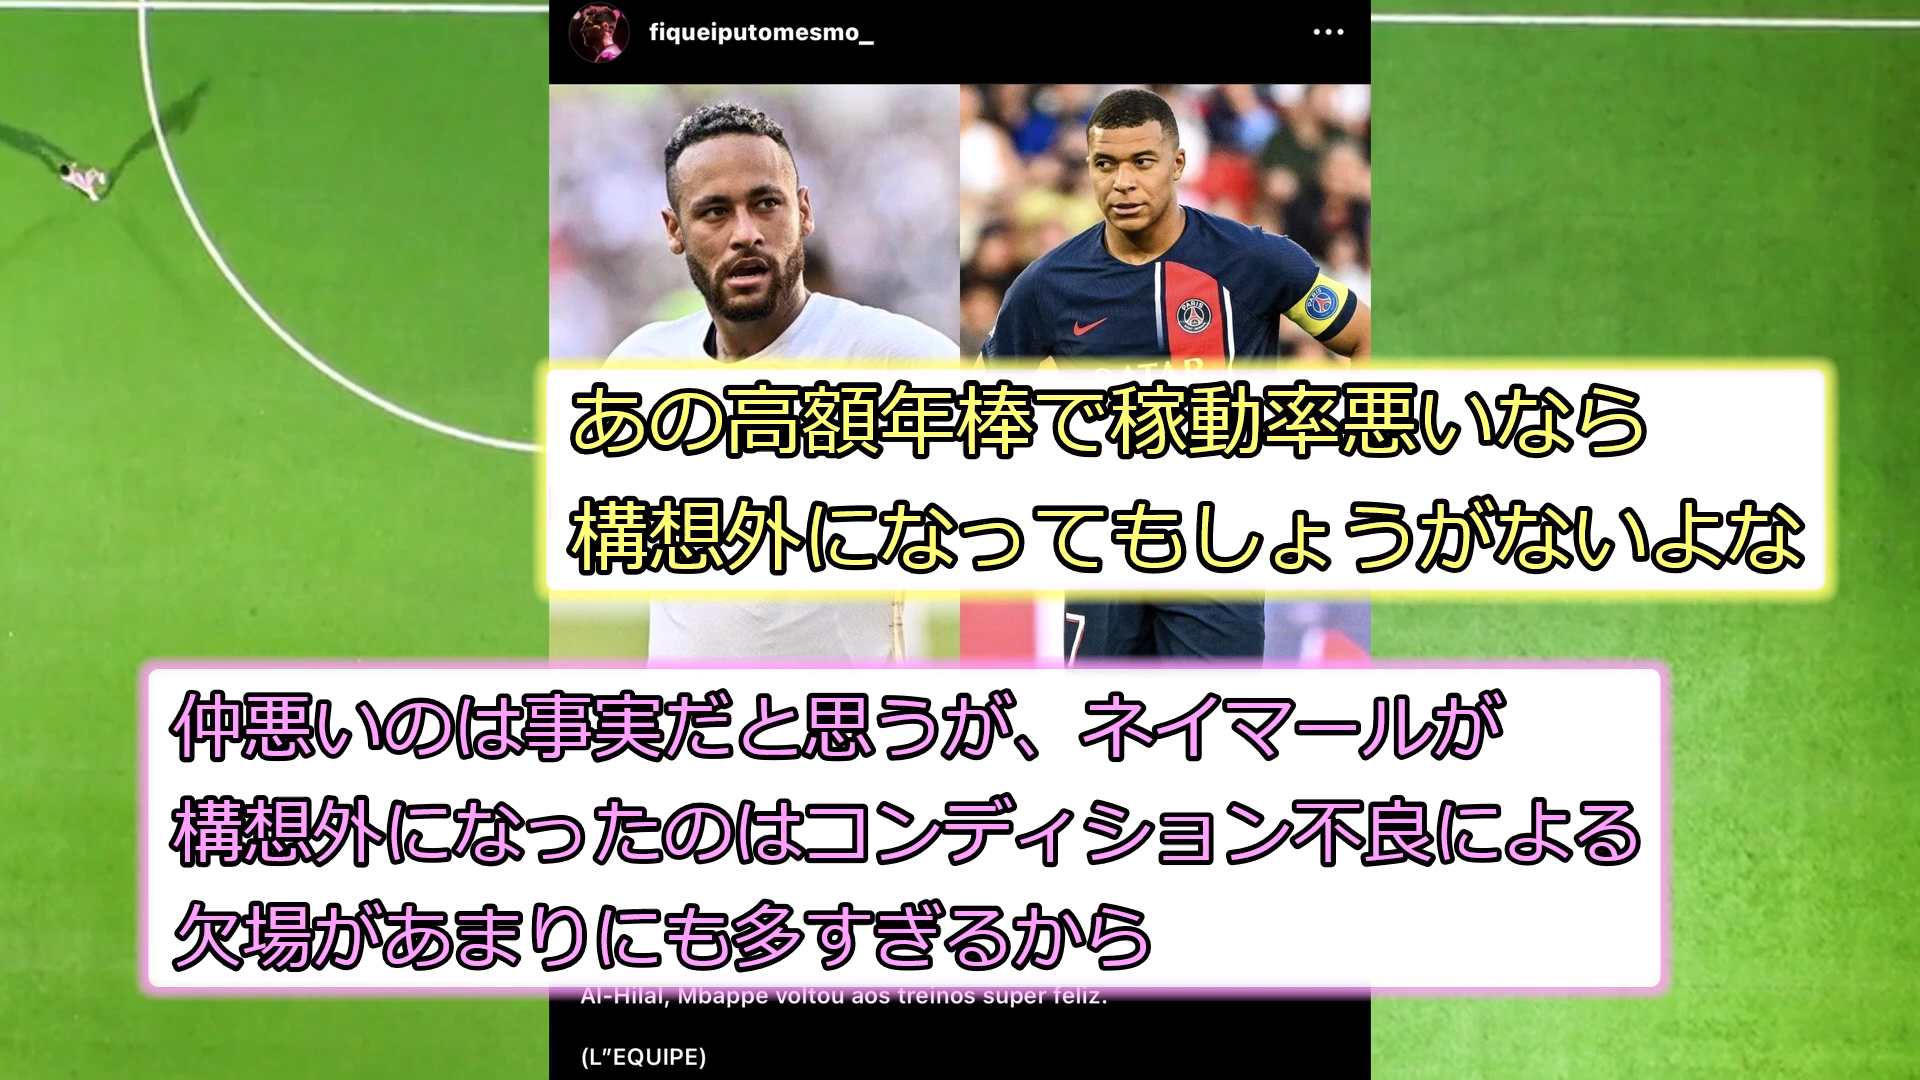 fiqueiputomesmo_
PARIS
PARIS
QATAR
あの高額年棒で稼動率悪いなら
構想外になってもしょうがないよな
7
仲悪いのは事実だと思うが、ネイマールが
構想外になったのはコンディション不良による
欠場があまりにも多すぎるから
Al-Hilal, Mbappe voltou aos treinos super feliz.
(L"EQUIPE)